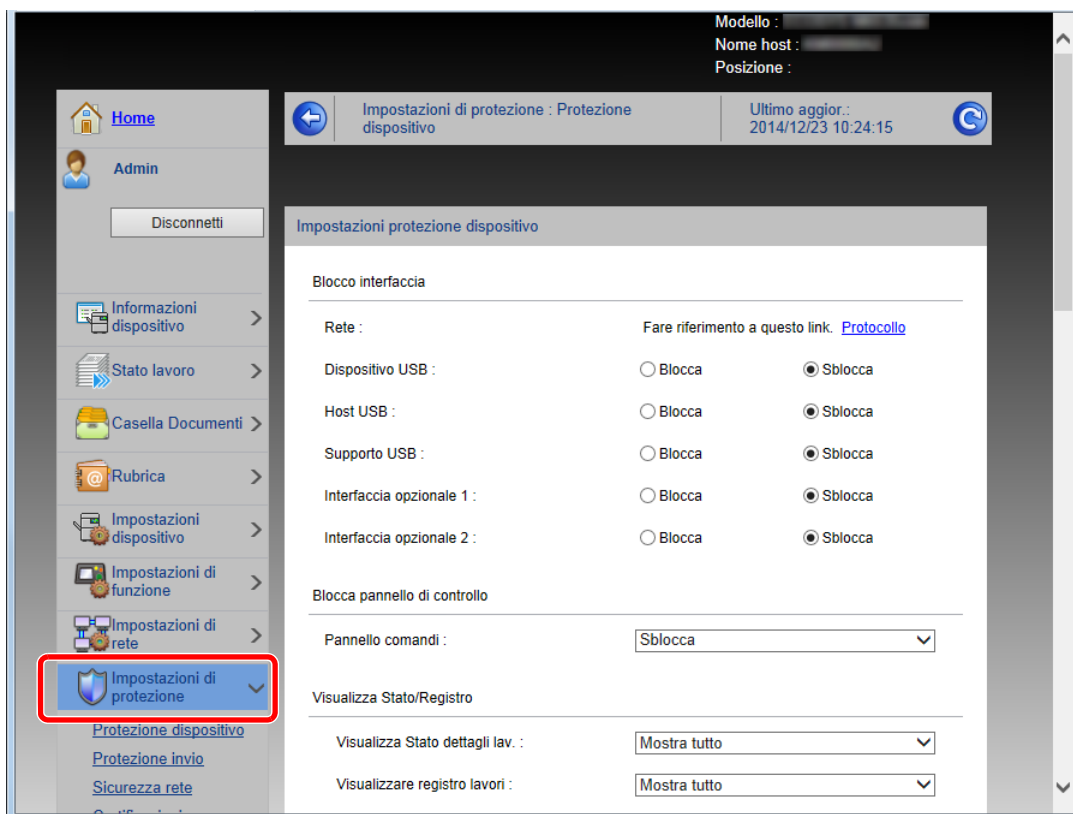 Modello :
Nome host :
Posizione :
Home
Admin
Disconnetti
Informazioni
dispositivo
Stato lavoro
Casella Documenti
Rubrica
Impostazioni
dispositivo
Impostazioni di
funzione
Impostazioni di
rete
Impostazioni di
protezione
Protezione dispositivo
Protezione invio
Sicurezza rete
Impostazioni di protezione : Protezione
dispositivo
Ultimo aggior.:
2014/12/23 10:24:15
Impostazioni protezione dispositivo
Blocco interfaccia
Rete : Fare riferimento a questo link. Protocollo
Dispositivo USB : Blocca Sblocca
Host USB : Blocca Sblocca
Supporto USB : Blocca Sblocca
Interfaccia opzionale 1 : Blocca Sblocca
Interfaccia opzionale 2 : Blocca Sblocca
Blocca pannello di controllo
Pannello comandi : Sblocca
Visualizza Stato/Registro
Visualizza Stato dettagli lav. : Mostra tutto
Visualizzare registro lavori : Mostra tutto